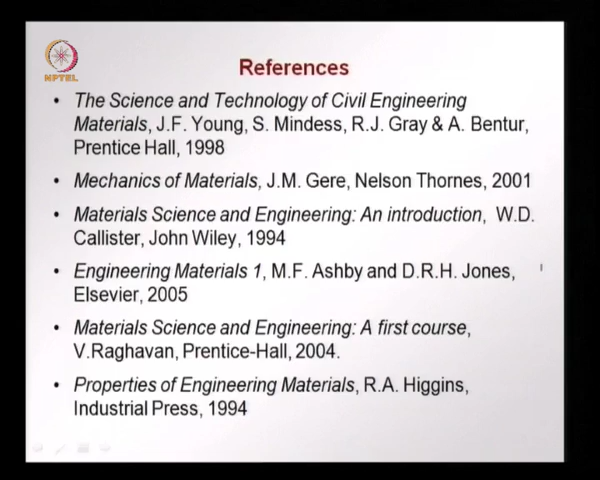 NPTEL
References
• The Science and Technology of Civil Engineering
Materials, J.F. Young, S. Mindess, R.J. Gray & A. Bentur,
Prentice Hall, 1998
• Mechanics of Materials, J.M. Gere, Nelson Thornes, 2001
• Materials Science and Engineering: An introduction, W.D.
Callister, John Wiley, 1994
• Engineering Materials 1, M.F. Ashby and D.R.H. Jones,
Elsevier, 2005
• Materials Science and Engineering: A first course,
V.Raghavan, Prentice-Hall, 2004.
• Properties of Engineering Materials, R.A. Higgins,
Industrial Press, 1994